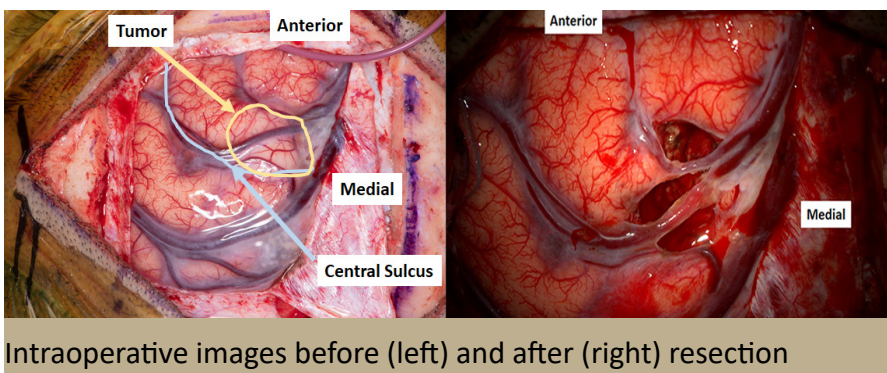 Tumor
Anterior
Anterior
Medial
Medial
Central Sulcus
Intraoperative images before (left) and after (right) resection